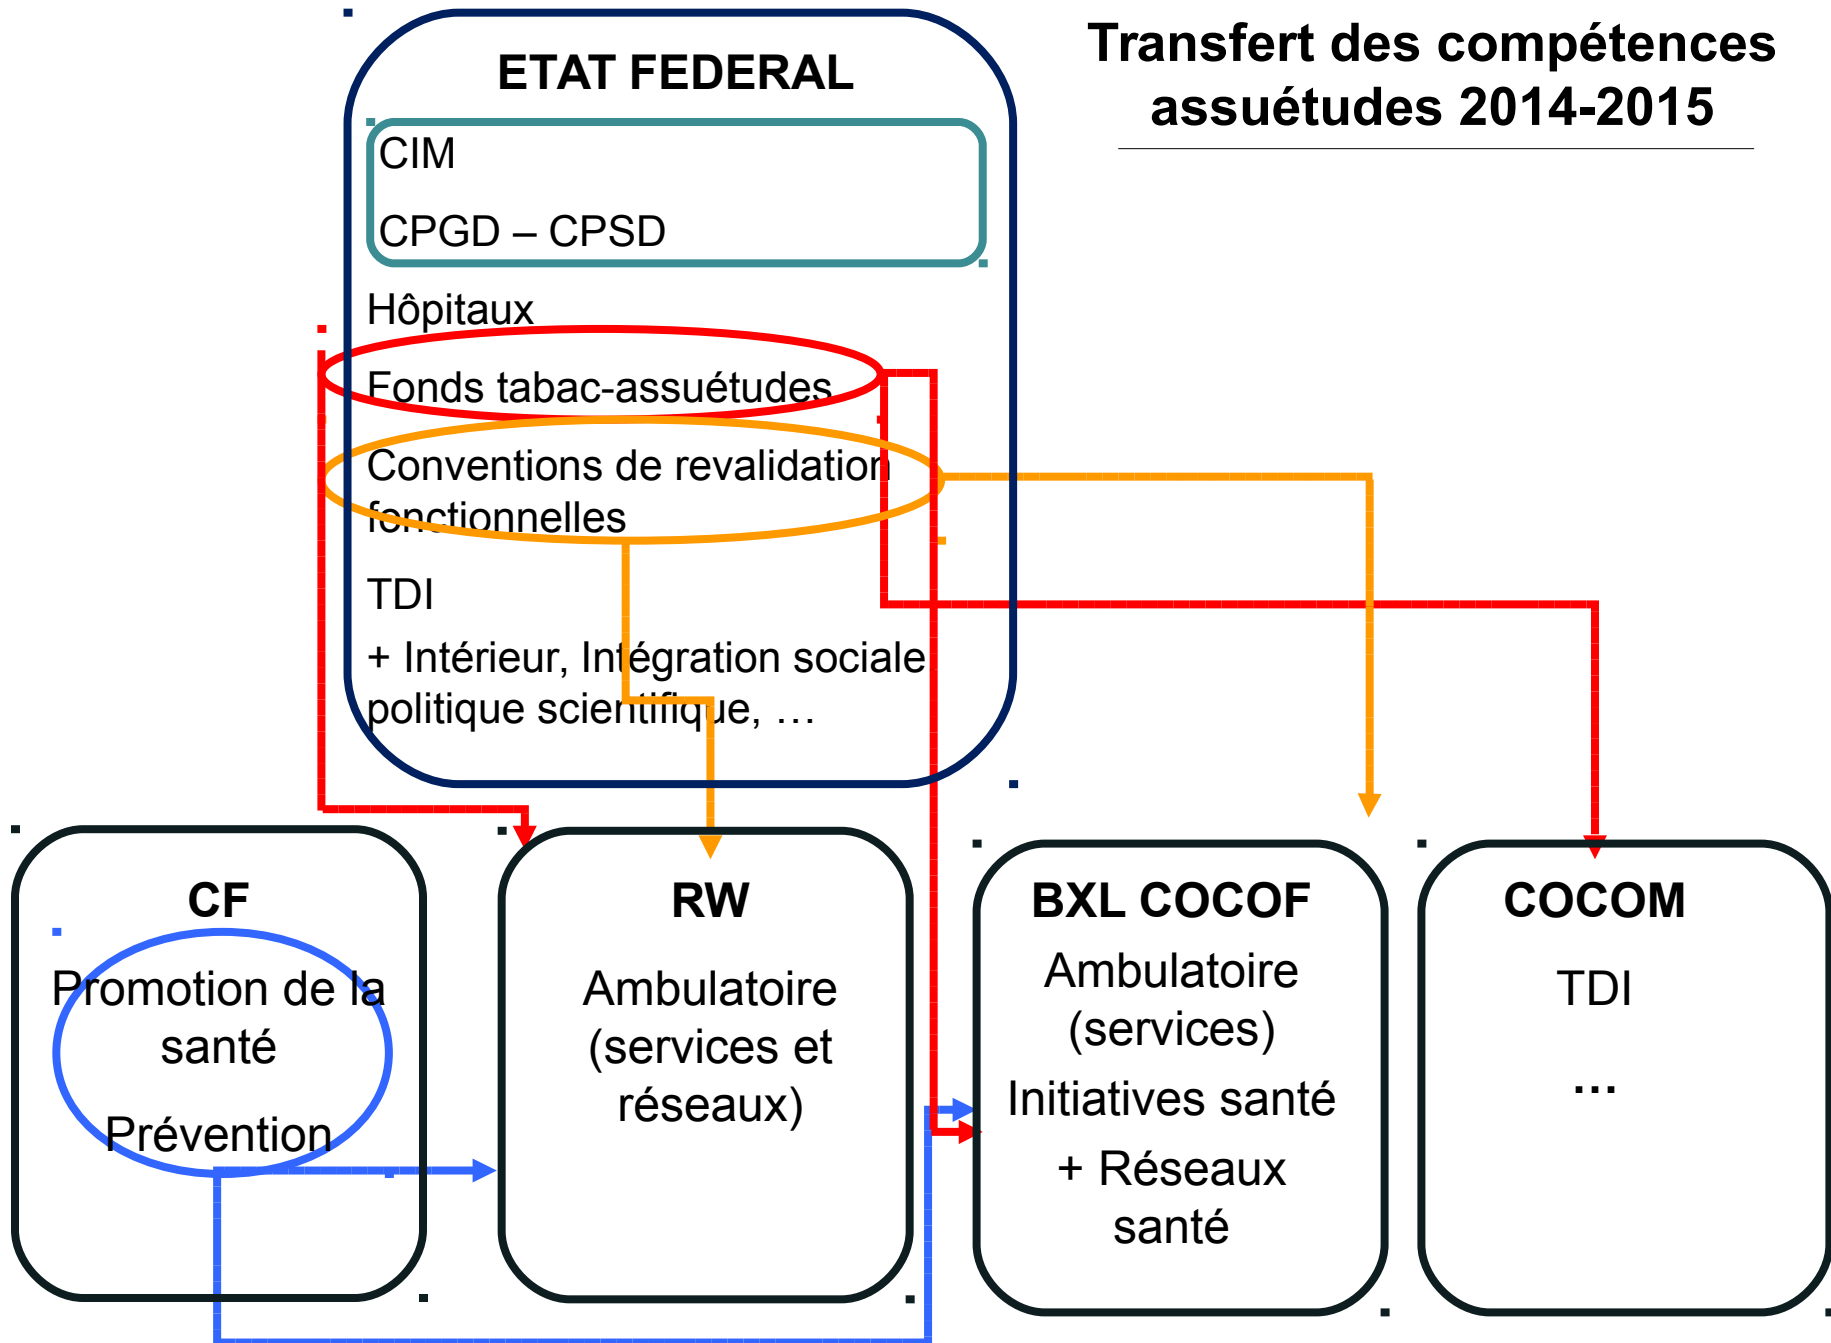 Transfert des compétences
assuétudes 2014-2015
ETAT FEDERAL
CIM
CPGD – CPSD
Hôpitaux
Fonds tabac-assuétudes
Conventions de revalidation
fonctionnelles
TDI
+ Intérieur, Intégration sociale
politique scientifique, …
CF
Promotion de la
santé
Prévention
RW
Ambulatoire
(services et
réseaux)
BXL COCOF
Ambulatoire
(services)
Initiatives santé
+ Réseaux
santé
COCOM
TDI
…